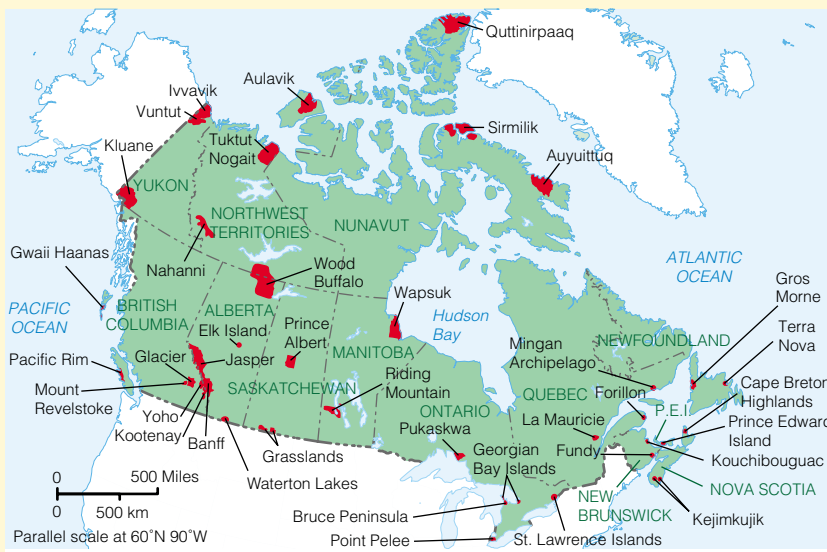 Quttinirpaaq
Ivvavik
Aulavik
Vuntut
Sirmilik
Kluane
Tuktut
Nogait
Auyuittuq
YUKON
NORTHWEST
TERRITORIES
NUNAVUT
Gwaii Haanas
Nahanni
Wood
Buffalo
ATLANTIC
OCEAN
Gros
Morne
PACIFIC
OCEAN
BRITISH
COLUMBIA
ALBERTA
Wapsuk
Hudson
Bay
Elk Island
Prince
Albert
Terra
Nova
NEWFOUNDLAND
Mingan
Archipelago
Pacific Rim
Glacier
Jasper
MANITOBA
Mount
Revelstoke
SASKATCHEWAN
Riding
Mountain
Forillon
Cape Breton
Highlands
QUEBEC
ONTARIO
P.E.I
Prince Edward
Island
Yoho
Kootenay
Banff
Pukaskwa
La Mauricie
Grasslands
Georgian
Bay Islands
Fundy
Kouchibouguac
Waterton Lakes
0 500 Miles
0 500 km
NEW
BRUNSWICK
NOVA SCOTIA
Bruce Peninsula
Kejimkujik
Parallel scale at 60˚N 90˚W
Point Pelee
St. Lawrence Islands